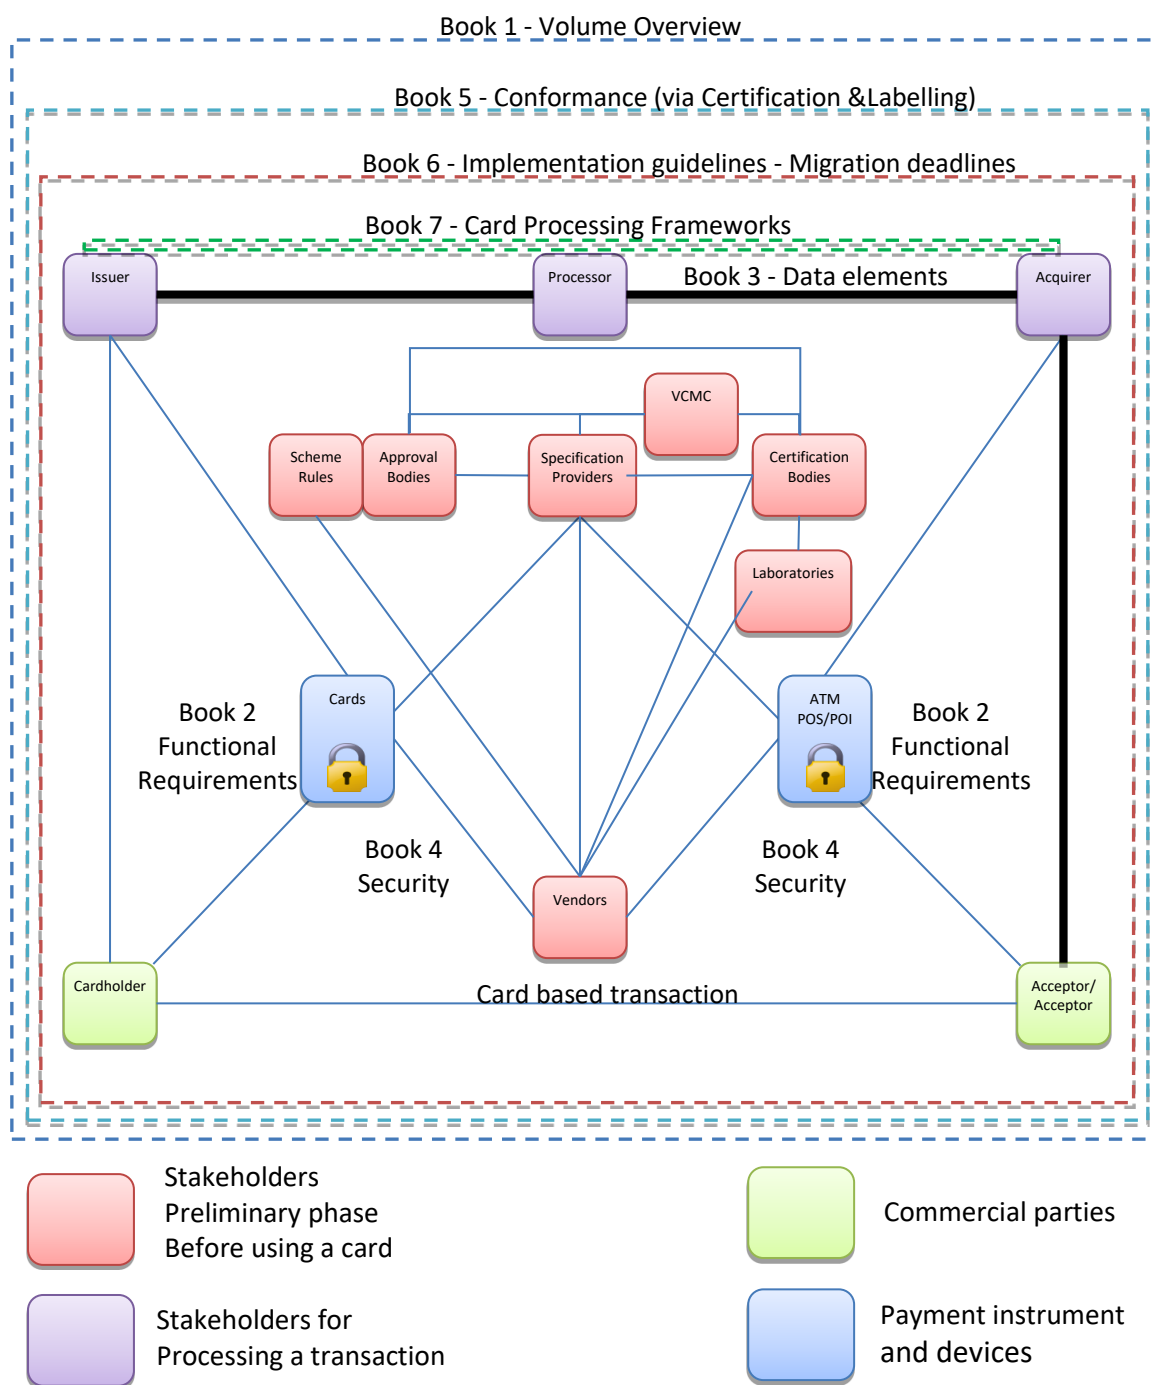 Book 1 - Volume Overview
Book 5 - Conformance (via Certification &Labelling)
Book 6 - Implementation guidelines - Migration deadlines
Book 7 - Card Processing Frameworks
Issuer
Processor
Book 3 - Data elements
Acquirer
VCMC
Scheme
Rules
Approval
Bodies
Specification
Providers
Certification
Bodies
Laboratories
Cards
ATM
POS/POI
Book 2
Functional
Requirements
Book 2
Functional
Requirements
Book 4
Security
Book 4
Security
Vendors
Cardholder
Card based transaction
Acceptor/
Acceptor
Stakeholders
Preliminary phase
Before using a card
Commercial parties
Stakeholders for
Processing a transaction
Payment instrument
and devices